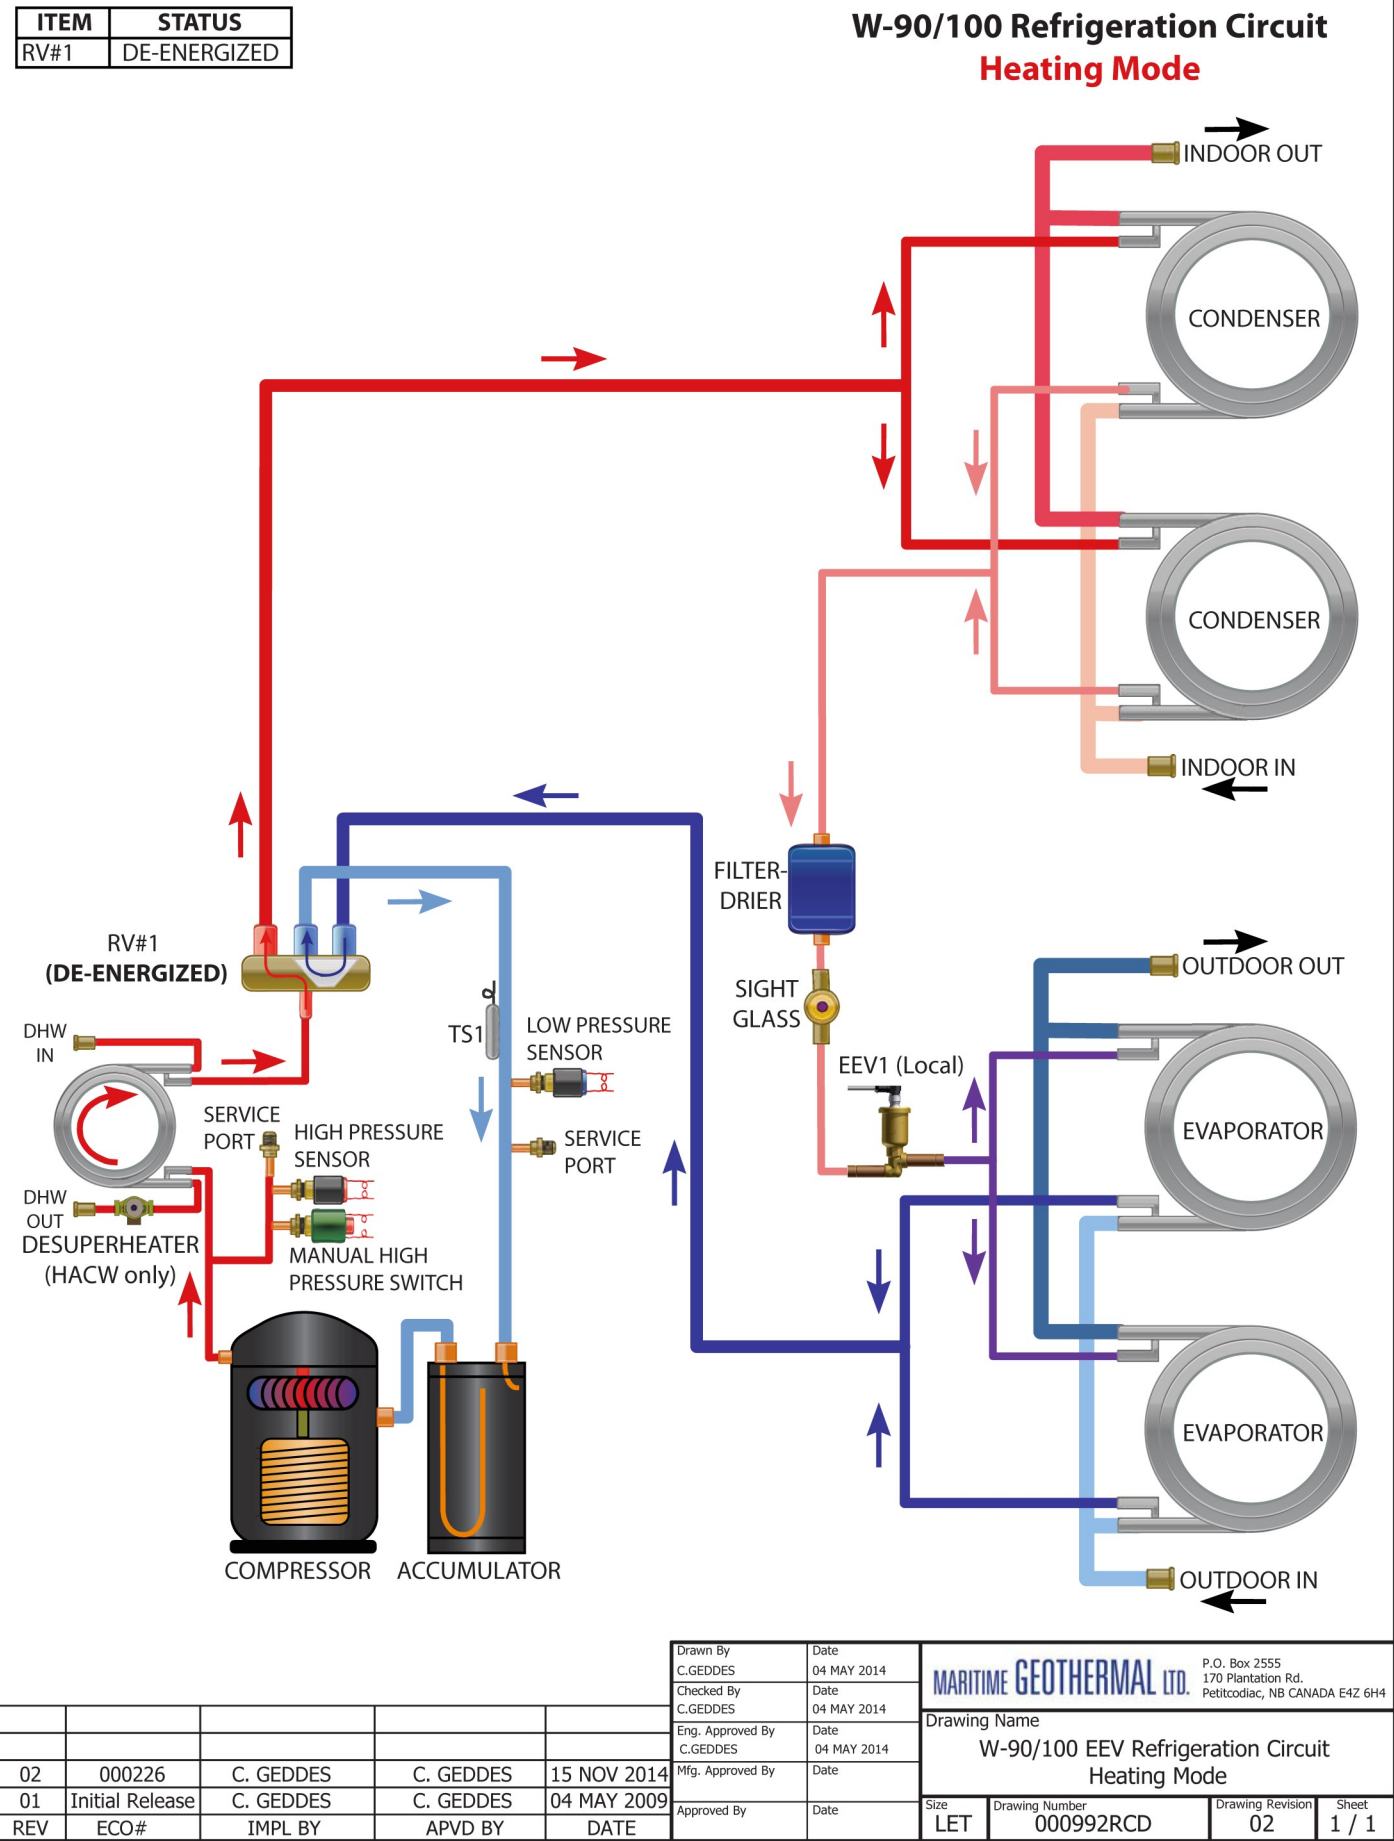 ITEM STATUS
RV#1 DE-ENERGIZED
W-90/100 Refrigeration Circuit
Heating Mode
INDOOR OUT
CONDENSER
CONDENSER
INDOOR IN
FILTER-
DRIER
RV#1
(DE-ENERGIZED)
OUTDOOR OUT
SIGHT
GLASS
TS1
LOW PRESSURE
SENSOR
DHW
IN
EEV1 (Local)
SERVICE
PORT
HIGH PRESSURE
SENSOR
SERVICE
PORT
EVAPORATOR
DHW
OUT
DESUPERHEATER
(HACW only)
MANUAL HIGH
PRESSURE SWITCH
EVAPORATOR
COMPRESSOR
ACCUMULATOR
OUTDOOR IN
Drawn By Date
C.GEDDES 04 MAY 2014
Checked By Date
C.GEDDES 04 MAY 2014
Eng. Approved By Date
C.GEDDES 04 MAY 2014
Mfg. Approved By Date
Approved By Date
MARITIME GEOTHERMAL LTD.
P.O. Box 2555
170 Plantation Rd.
Petitcodiac, NB CANADA E4Z 6H4
Drawing Name
W-90/100 EEV Refrigeration Circuit
Heating Mode
Size Drawing Number Drawing Revision Sheet
LET 000992RCD 02 1 / 1
02 000226 C. GEDDES C. GEDDES 15 NOV 2014
01 Initial Release C. GEDDES C. GEDDES 04 MAY 2009
REV ECO# IMPL BY APVD BY DATE